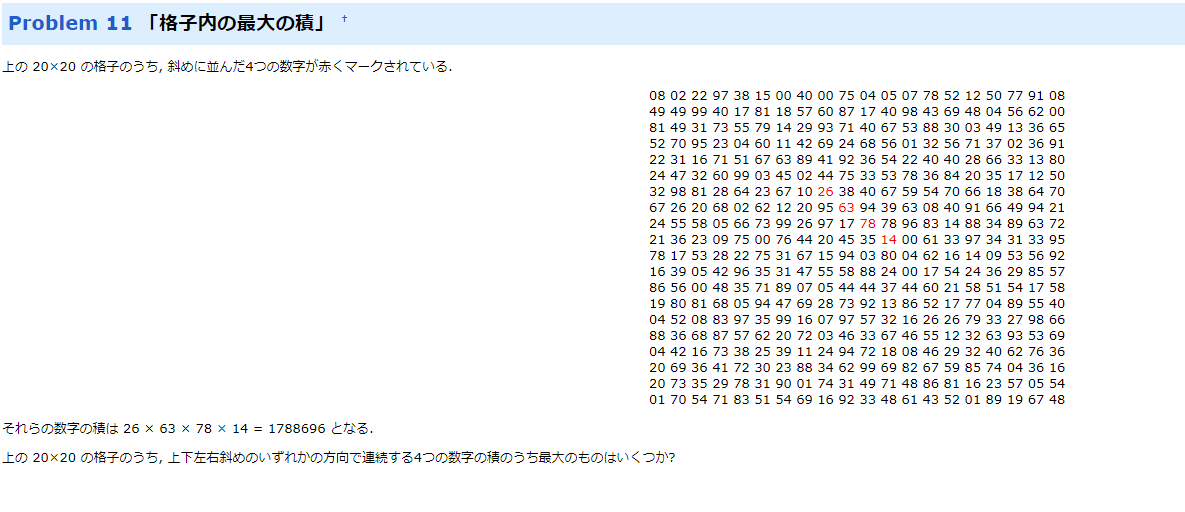 Problem 11 「格子内の最大の積」 †
上の 20×20 の格子のうち, 斜めに並んだ4つの数字が赤くマークされている.
08 02 22 97 38 15 00 40 00 75 04 05 07 78 52 12 50 77 91 08
49 49 99 40 17 81 18 57 60 87 17 40 98 43 69 48 04 56 62 00
81 49 31 73 55 79 14 29 93 71 40 67 53 88 30 03 49 13 36 65
52 70 95 23 04 60 11 42 69 24 68 56 01 32 56 71 37 02 36 91
22 31 16 71 51 67 63 89 41 92 36 54 22 40 40 28 66 33 13 80
24 47 32 60 99 03 45 02 44 75 33 53 78 36 84 20 35 17 12 50
32 98 81 28 64 23 67 10 26 38 40 67 59 54 70 66 18 38 64 70
67 26 20 68 02 62 12 20 95 63 94 39 63 08 40 91 66 49 94 21
24 55 58 05 66 73 99 26 97 17 78 78 96 83 14 88 34 89 63 72
21 36 23 09 75 00 76 44 20 45 35 14 00 61 33 97 34 31 33 95
78 17 53 28 22 75 31 67 15 94 03 80 04 62 16 14 09 53 56 92
16 39 05 42 96 35 31 47 55 58 88 24 00 17 54 24 36 29 85 57
86 56 00 48 35 71 89 07 05 44 44 37 44 60 21 58 51 54 17 58
19 80 81 68 05 94 47 69 28 73 92 13 86 52 17 77 04 89 55 40
04 52 08 83 97 35 99 16 07 97 57 32 16 26 26 79 33 27 98 66
88 36 68 87 57 62 20 72 03 46 33 67 46 55 12 32 63 93 53 69
04 42 16 73 38 25 39 11 24 94 72 18 08 46 29 32 40 62 76 36
20 69 36 41 72 30 23 88 34 62 99 69 82 67 59 85 74 04 36 16
20 73 35 29 78 31 90 01 74 31 49 71 48 86 81 16 23 57 05 54
01 70 54 71 83 51 54 69 16 92 33 48 61 43 52 01 89 19 67 48
それらの数字の積は 26 × 63 × 78 × 14 = 1788696 となる.
上の 20×20 の格子のうち, 上下左右斜めのいずれかの方向で連続する4つの数字の積のうち最大のものはいくつか?